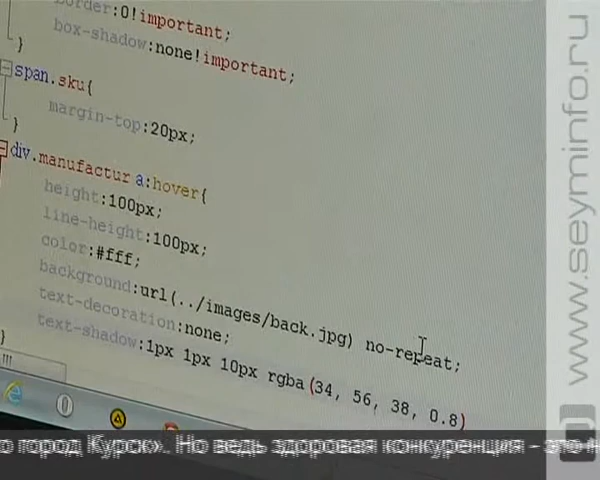 border:0!important;
box-shadow:none!important;
}
span.sku{
margin-top:20px;
}
div.manufactur a:hover{
height:100px;
line-height:100px;
color:#fff;
background:url(../images/back.jpg) no-repeat;
text-decoration:none;
text-shadow:1px 1px 10px rgba(34, 56, 38, 0.8)
}
!!!
о город Курск». Но ведь здоровая конкуренция - это
www.seyminfo.ru